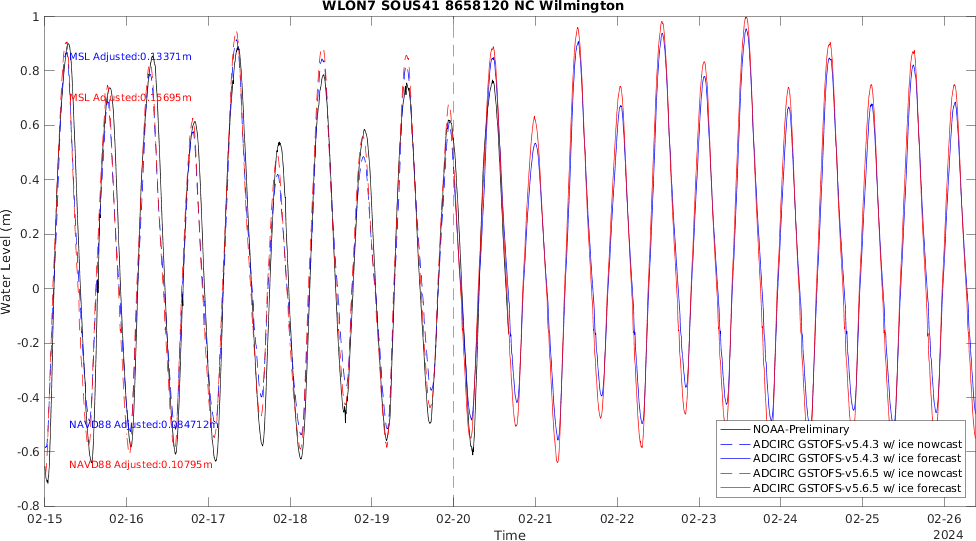 WLON7 SOUS41 8658120 NC Wilmington
1
0.8
0.6
0.4
0.2
0
-0.2
-0.4
-0.6
-0.8
Water Level (m)
MSL Adjusted:0.13371m
MSL Adjusted:0.15695m
NAVD88 Adjusted:0.084712m
NAVD88 Adjusted:0.10795m
NOAA-Preliminary
ADCIRC GSTOFS-v5.4.3 w/ ice nowcast
ADCIRC GSTOFS-v5.4.3 w/ ice forecast
ADCIRC GSTOFS-v5.6.5 w/ ice nowcast
ADCIRC GSTOFS-v5.6.5 w/ ice forecast
02-15 02-16 02-17 02-18 02-19 02-20 02-21 02-22 02-23 02-24 02-25 02-26
Time
2024